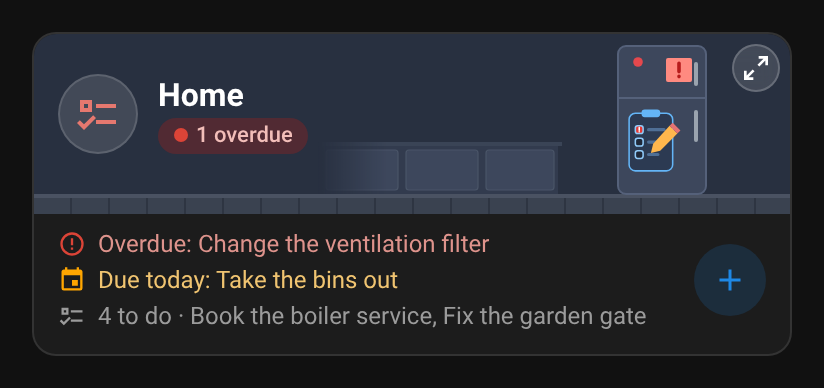 Home
1 overdue
Overdue: Change the ventilation filter
Due today: Take the bins out
4 to do · Book the boiler service, Fix the garden gate